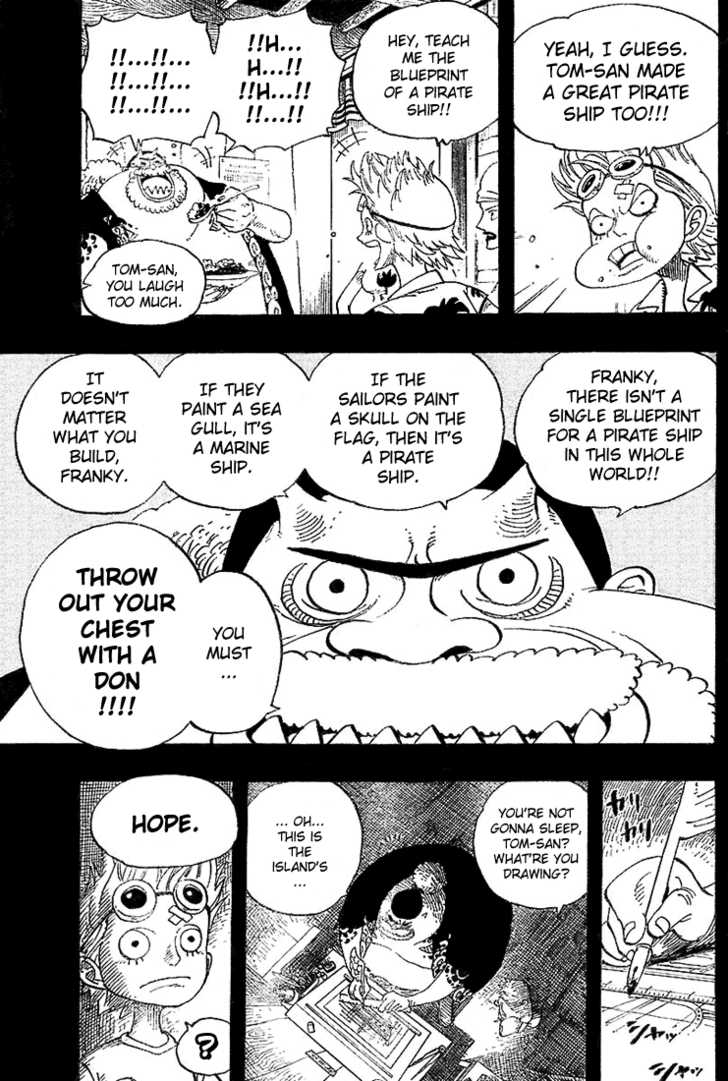 YEAH, I GUESS.
TOM-SAN MADE
A GREAT PIRATE
SHIP TOO!!!
HEY, TEACH
ME THE
BLUEPRINT
OF A PIRATE
SHIP!!
!!H...
H...!!
!!H...!!
!!...!!
!!...!!...
!!...!!...
!!...!!...
TOM-SAN,
YOU LAUGH
TOO MUCH.
FRANKY,
THERE ISN'T A
SINGLE BLUEPRINT
FOR A PIRATE SHIP
IN THIS WHOLE
WORLD!!
IF THE
SAILORS PAINT
A SKULL ON THE
FLAG, THEN IT'S
A PIRATE
SHIP.
IF THEY
PAINT A SEA
GULL, IT'S
A MARINE
SHIP.
IT
DOESN'T
MATTER
WHAT YOU
BUILD,
FRANKY.
YOU
MUST
...
THROW
OUT YOUR
CHEST
WITH A
DON
!!!!
ガリ
ガリ
YOU'RE NOT
GONNA SLEEP,
TOM-SAN?
WHAT'RE YOU
DRAWING?
... OH...
THIS IS
THE
ISLAND'S
...
HOPE.
?